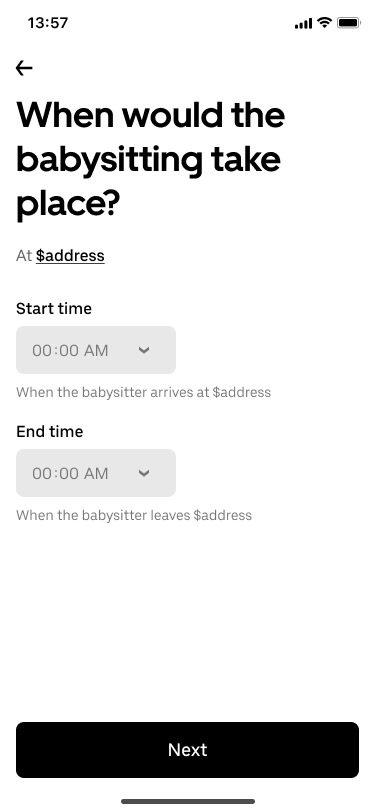 13:57
When would the
babysitting take
place?
At $address
Start time
00:00 AM
When the babysitter arrives at $address
End time
00:00 AM
When the babysitter leaves $address
Next